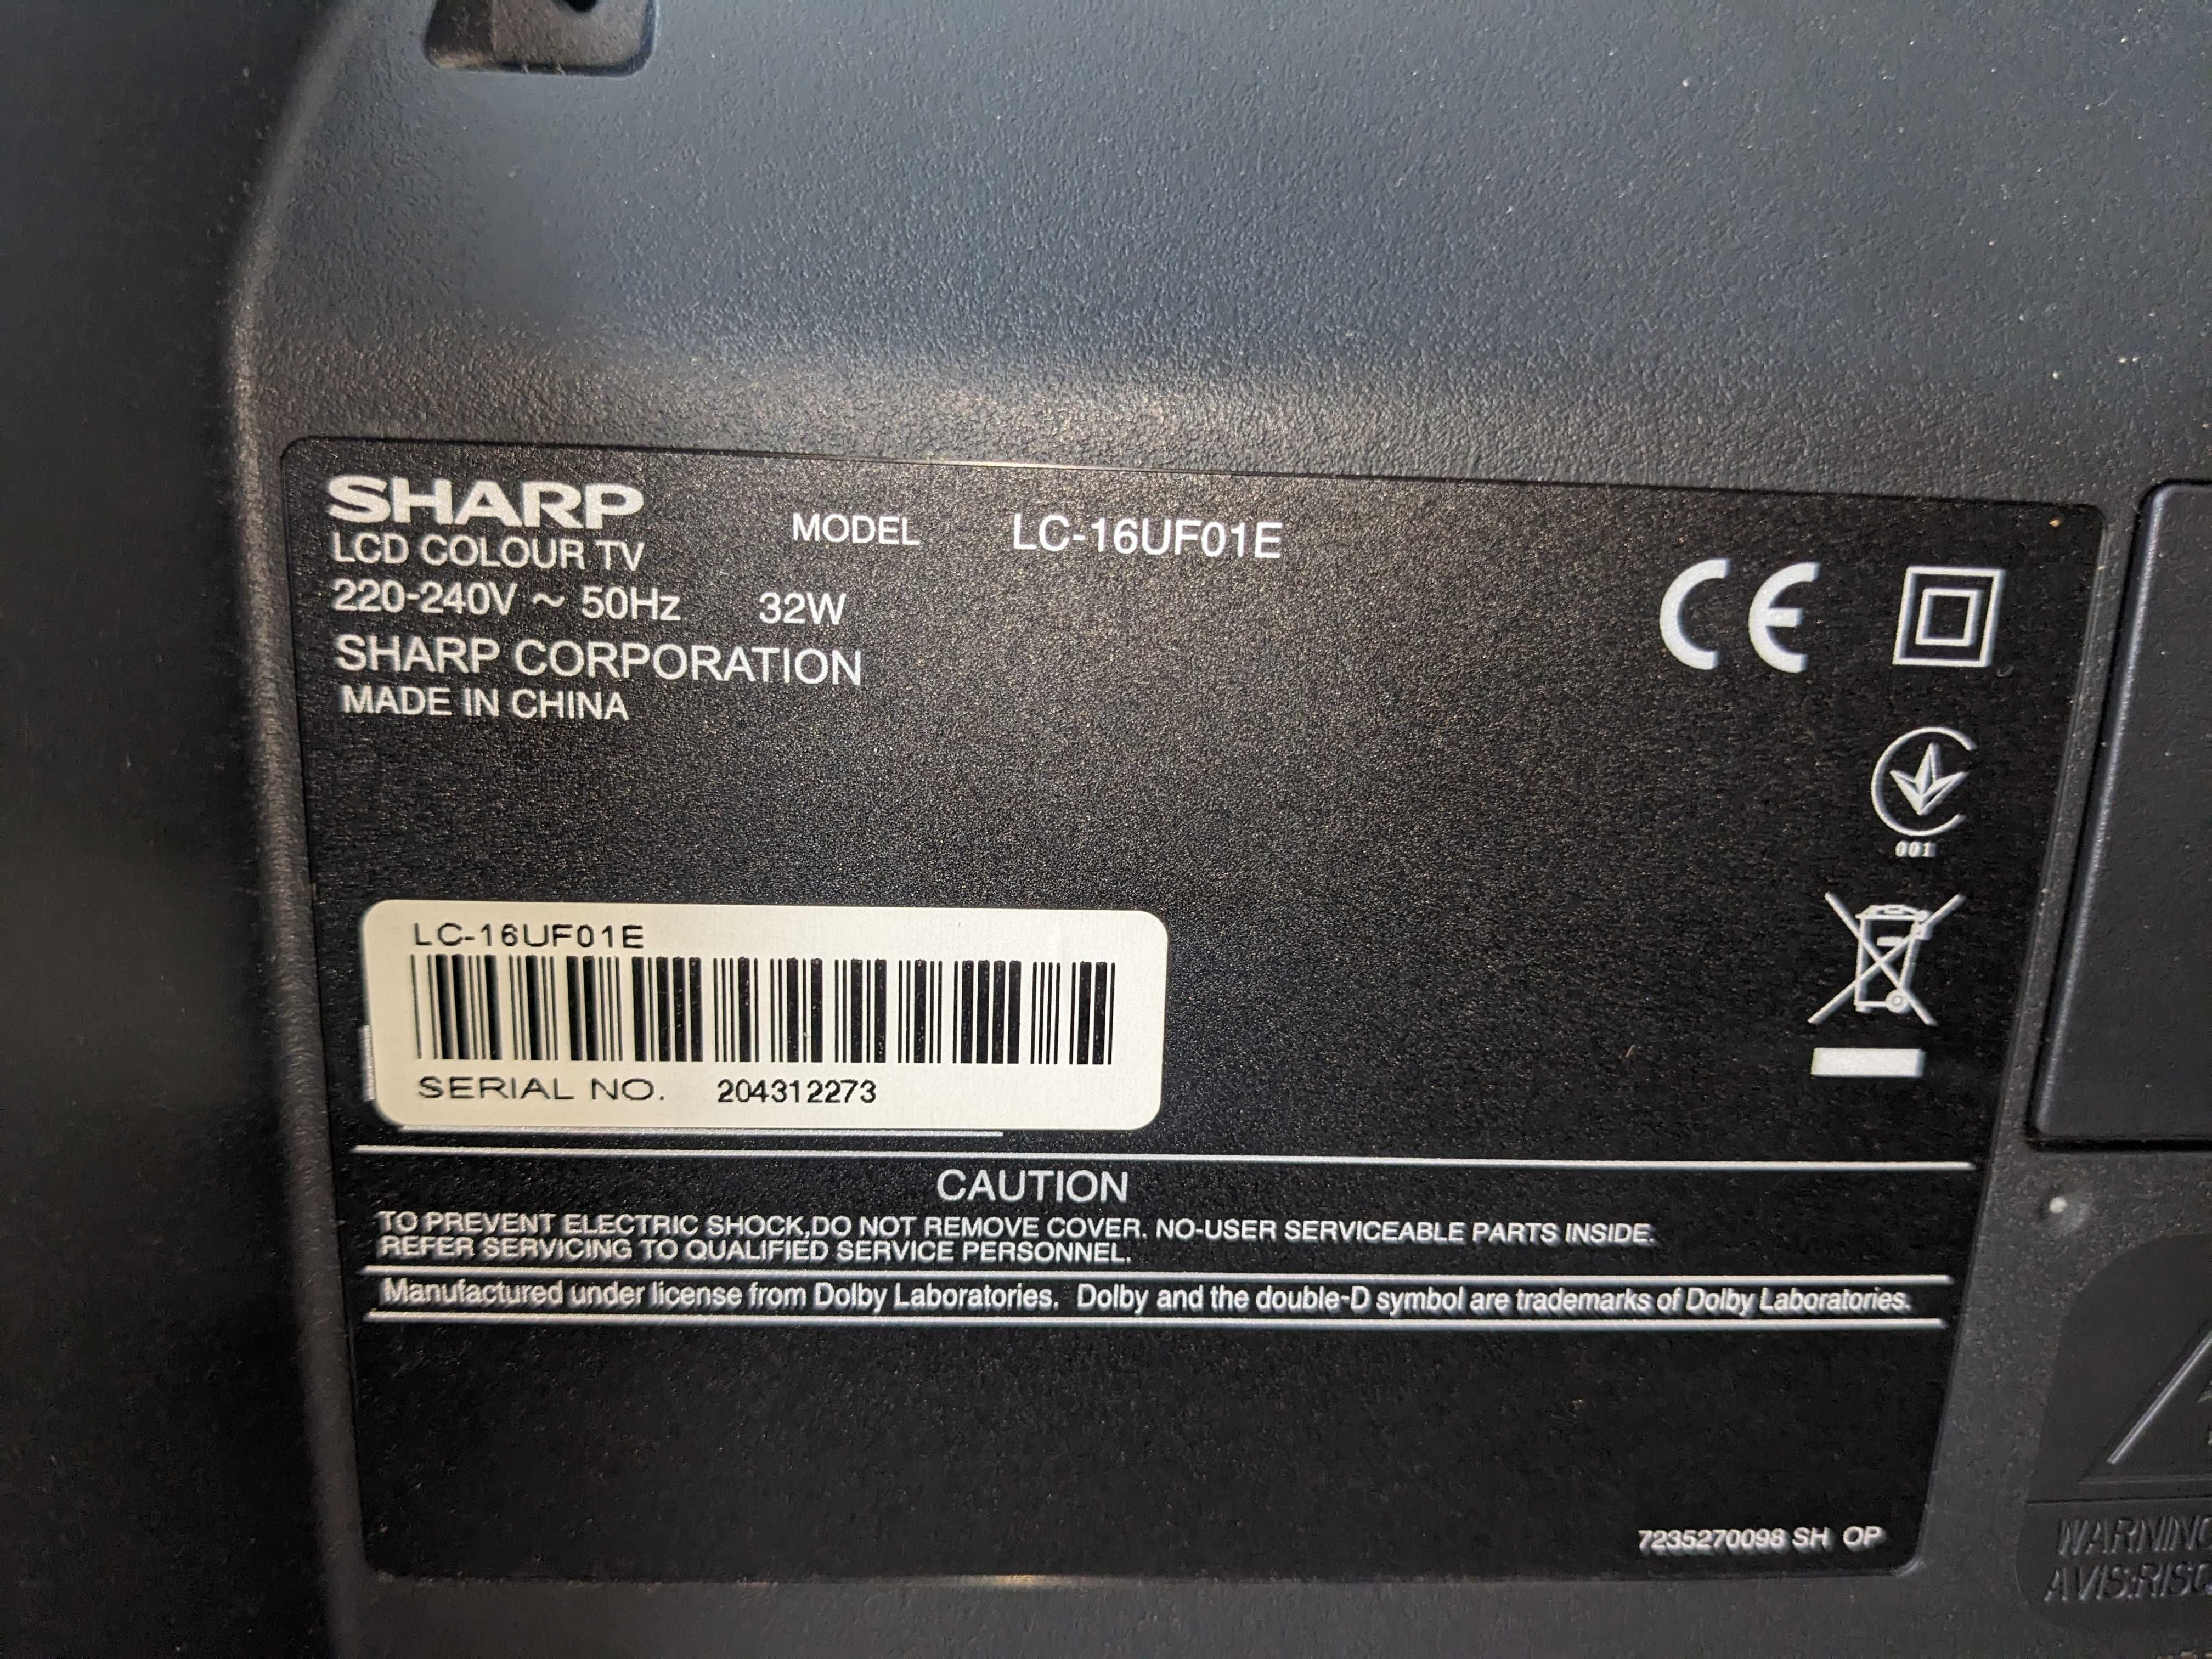 SHARP
LCD COLOUR TV
MODEL LC-16UF01E
220-240V ~ 50Hz 32W
SHARP CORPORATION
MADE IN CHINA
CE
001
LC-16UF01E
SERIAL NO. 204312273
CAUTION
TO PREVENT ELECTRIC SHOCK,DO NOT REMOVE COVER. NO-USER SERVICEABLE PARTS INSIDE.
REFER SERVICING TO QUALIFIED SERVICE PERSONNEL.
Manufactured under license from Dolby Laboratories. Dolby and the double-D symbol are trademarks of Dolby Laboratories.
7235270098 SH OP